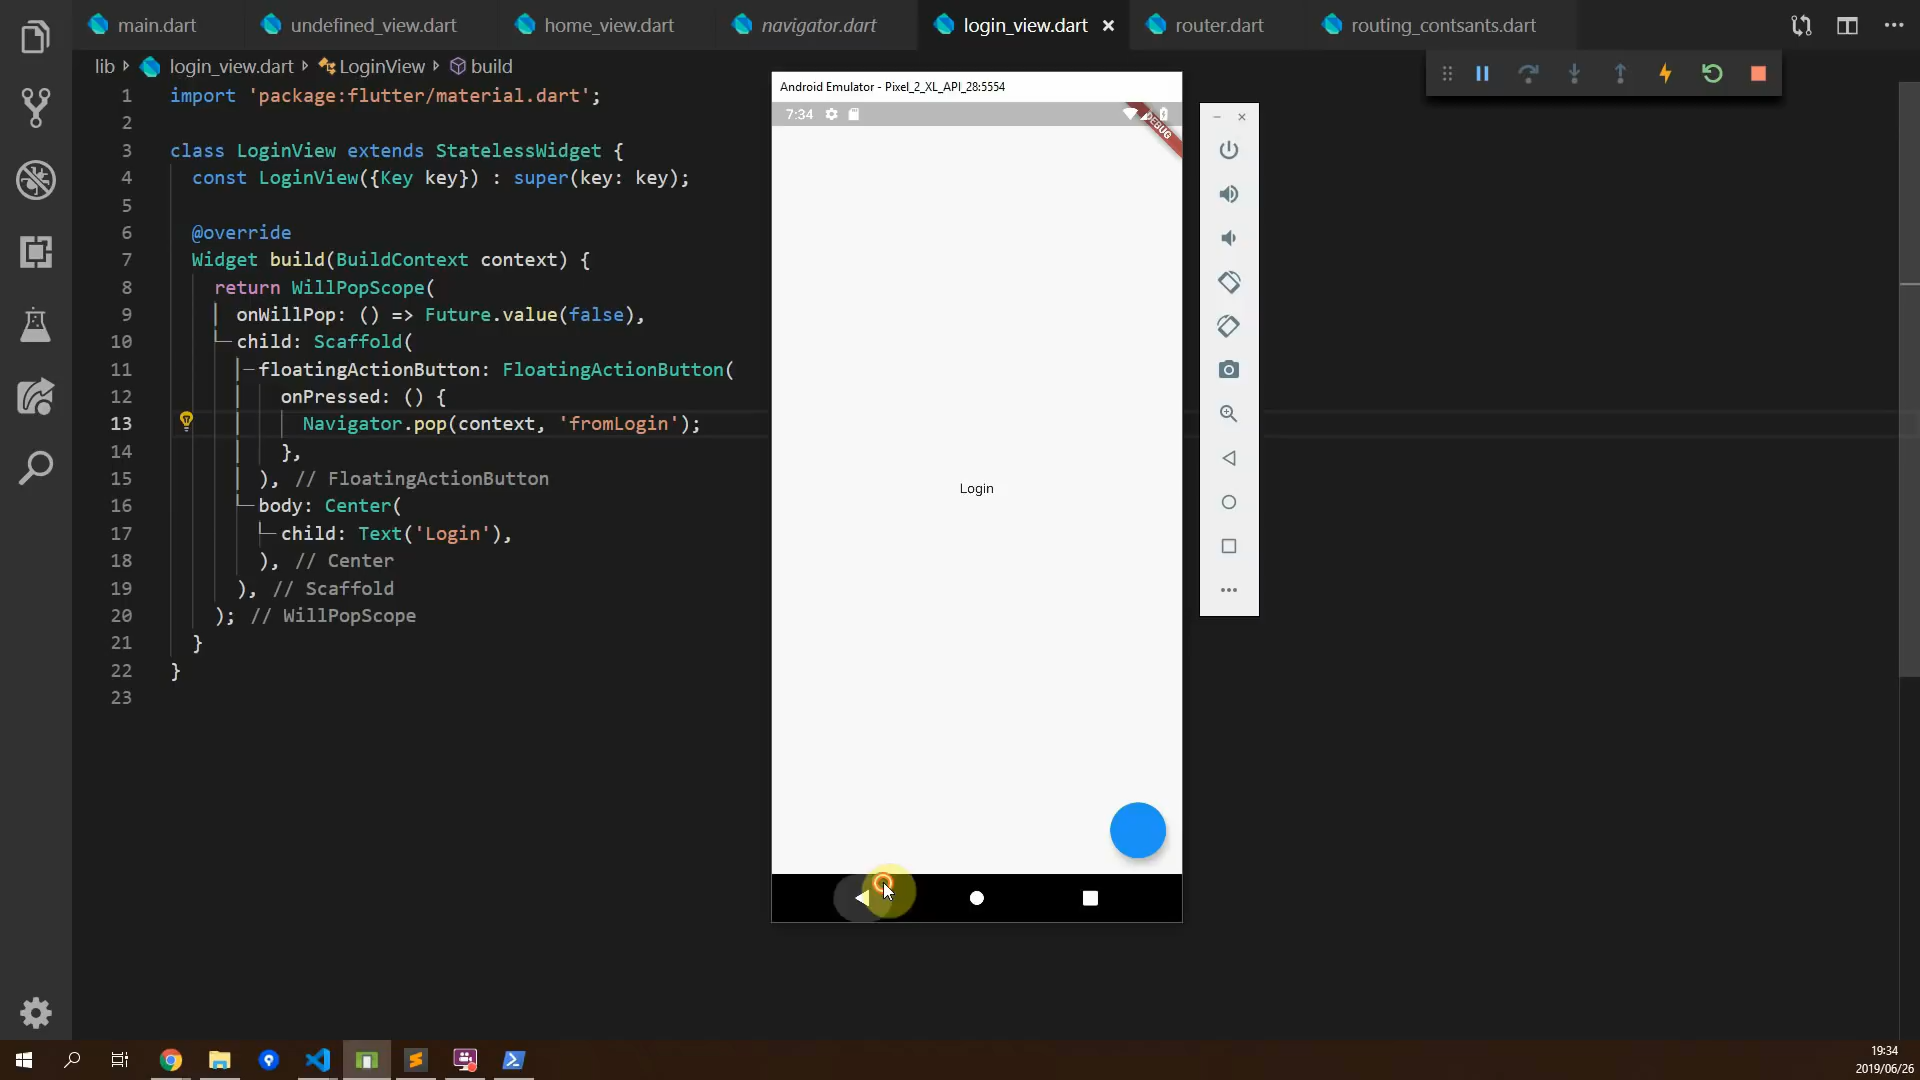 main.dart
undefined_view.dart
home_view.dart
navigator.dart
login_view.dart
router.dart
routing_contsants.dart
lib login_view.dart LoginView build
1 import 'package:flutter/material.dart';
2
3 class LoginView extends StatelessWidget {
4 const LoginView({Key key}) : super(key: key);
5
6 @override
7 Widget build(BuildContext context) {
8 return WillPopScope(
9 onWillPop: () => Future.value(false),
10 child: Scaffold(
11 floatingActionButton: FloatingActionButton(
12 onPressed: () {
13 Navigator.pop(context, 'fromLogin');
14 },
15 ), // FloatingActionButton
16 body: Center(
17 child: Text('Login'),
18 ), // Center
19 ), // Scaffold
20 ); // WillPopScope
21 }
22 }
23
Android Emulator - Pixel_2_XL_API_28:5554
7:34
DEBUG
Login
19:34
2019/06/26